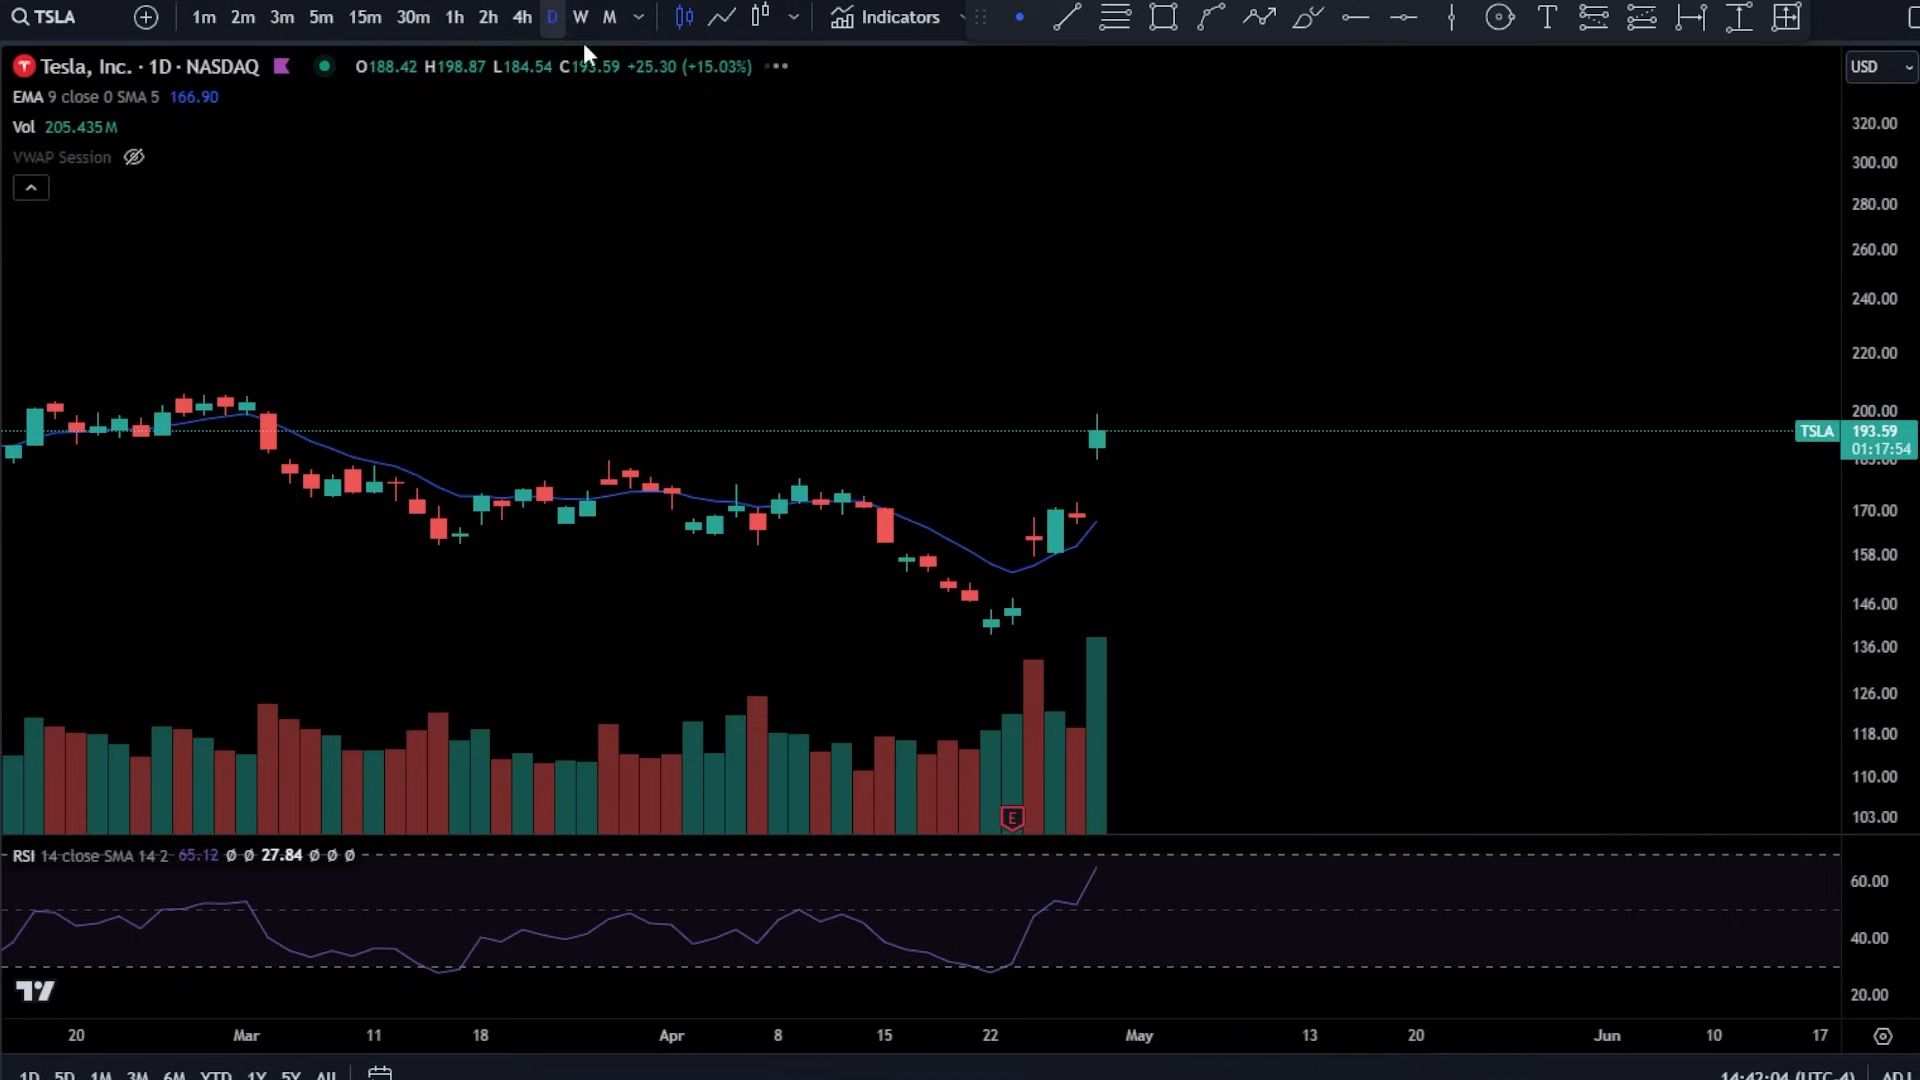 TSLA 1m 2m 3m 5m 15m 30m 1h 2h 4h D W M Indicators
Tesla, Inc. · 1D · NASDAQ O188.42 H198.87 L184.54 C193.59 +25.30 (+15.03%)
USD
EMA 9 close 0 SMA 5 166.90
Vol 205.435M
VWAP Session
320.00
300.00
280.00
260.00
240.00
220.00
200.00
TSLA 193.59
01:17:54
185.00
170.00
158.00
146.00
136.00
126.00
118.00
110.00
103.00
E
RSI 14 close SMA 14 2 65.12 Ø Ø 27.84 Ø Ø Ø
60.00
40.00
20.00
20 Mar 11 18 Apr 8 15 22 May 13 20 Jun 10 17
1D 5D 1M 3M 6M YTD 1Y 5Y All 14:42:04 (UTC-4) ADJ